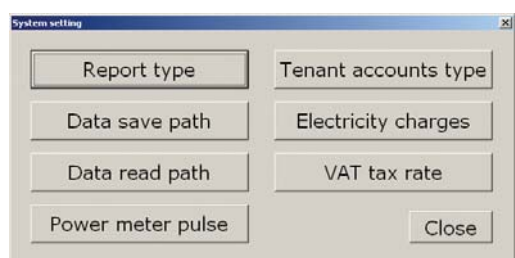 System setting
Report type
Tenant accounts type
Data save path
Electricity charges
Data read path
VAT tax rate
Power meter pulse
Close